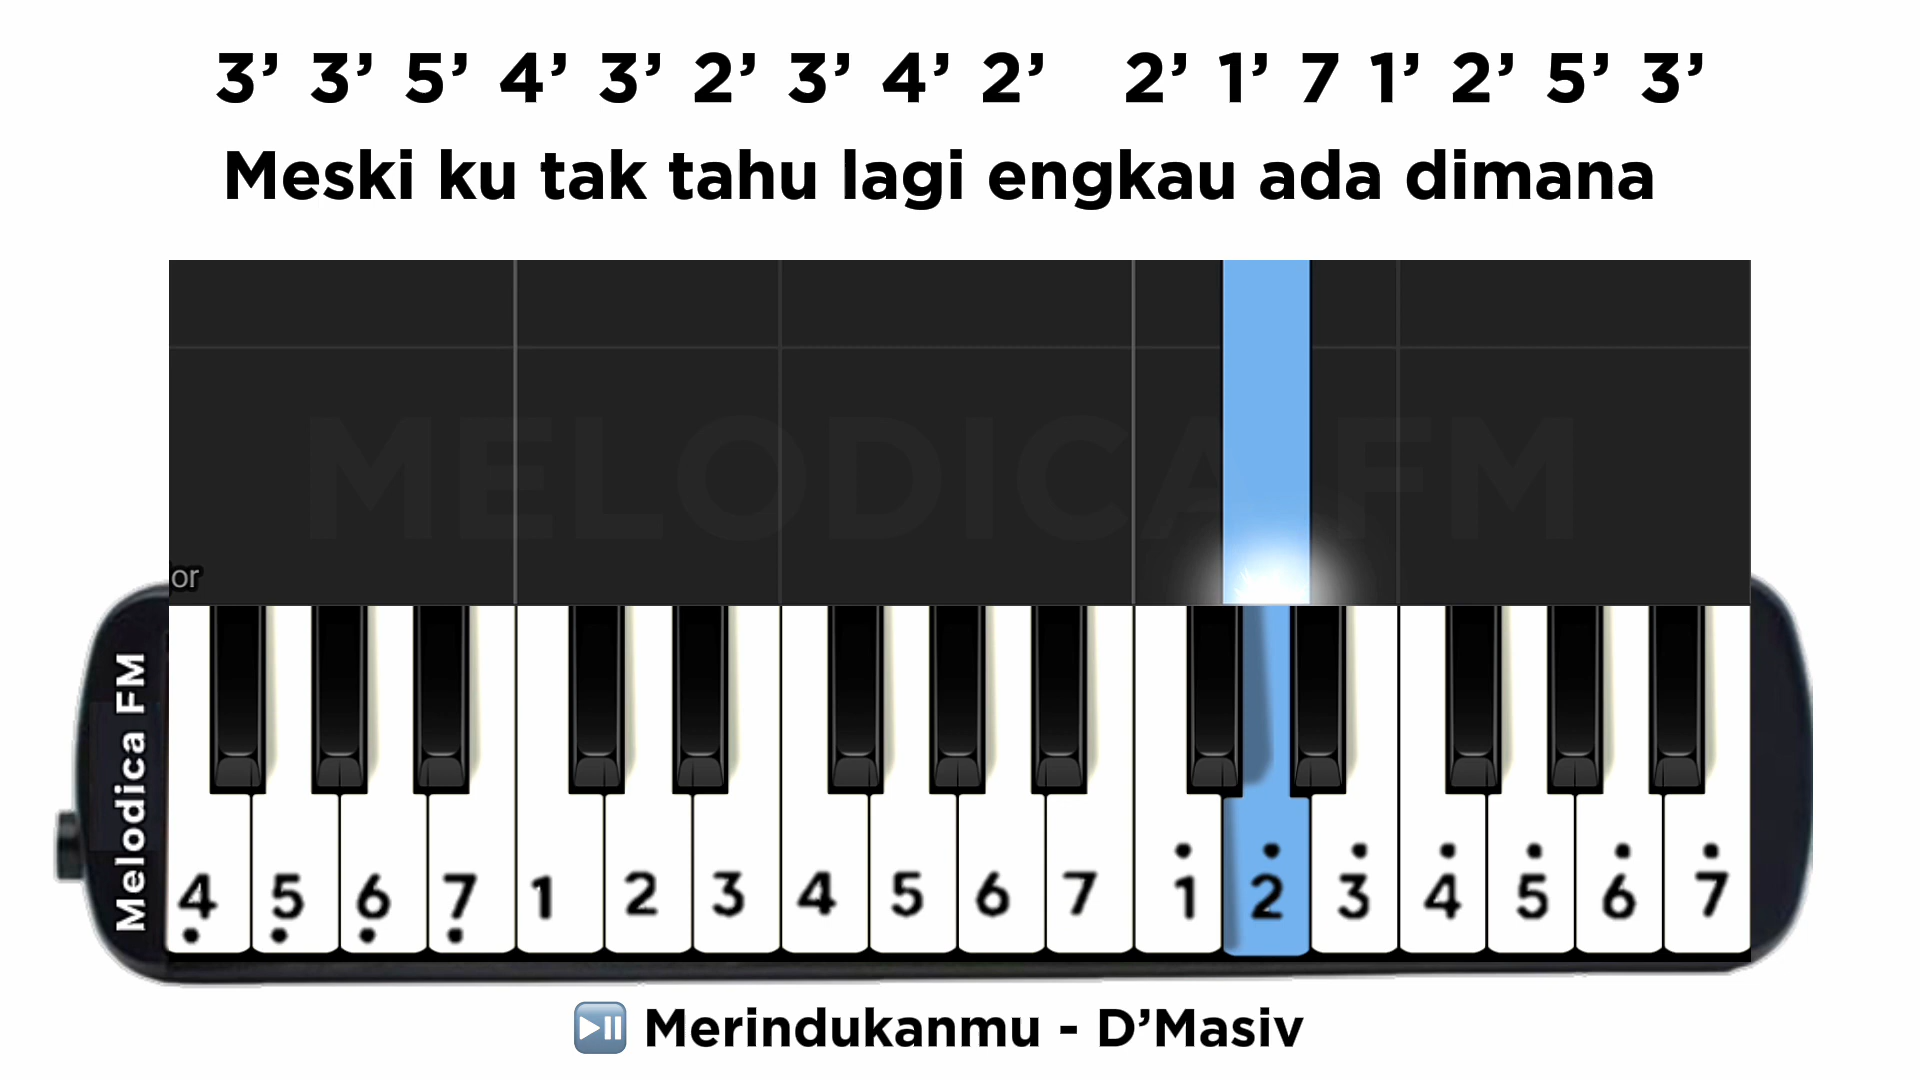 3’ 3’ 5’ 4’ 3’ 2’ 3’ 4’ 2’ 2’ 1’ 7 1’ 2’ 5’ 3’
Meski ku tak tahu lagi engkau ada dimana
MELODICA FM
or
Melodica FM
4 5 6 7 1 2 3 4 5 6 7 1 2 3 4 5 6 7
Merindukanmu - D’Masiv